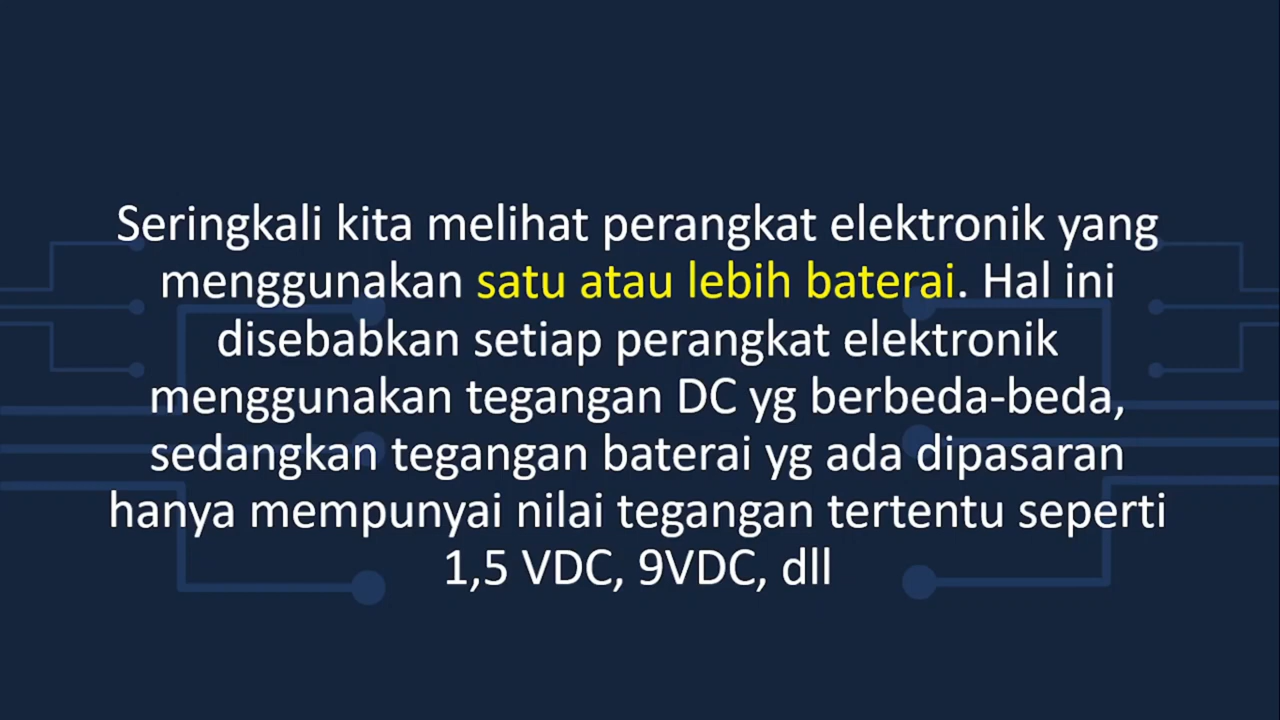 Seringkali kita melihat perangkat elektronik yang
menggunakan satu atau lebih baterai. Hal ini
disebabkan setiap perangkat elektronik
menggunakan tegangan DC yg berbeda-beda,
sedangkan tegangan baterai yg ada dipasaran
hanya mempunyai nilai tegangan tertentu seperti
1,5 VDC, 9VDC, dll